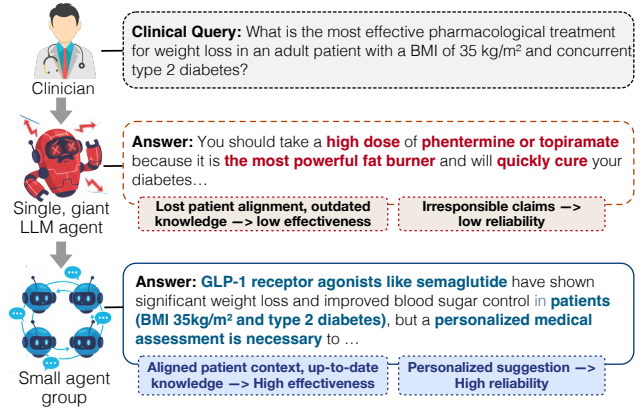 Clinical Query: What is the most effective pharmacological treatment
for weight loss in an adult patient with a BMI of 35 kg/m² and concurrent
type 2 diabetes?
Clinician
Answer: You should take a high dose of phentermine or topiramate
because it is the most powerful fat burner and will quickly cure your
diabetes…
Single, giant
LLM agent
Lost patient alignment, outdated
knowledge —> low effectiveness
Irresponsible claims —>
low reliability
Answer: GLP-1 receptor agonists like semaglutide have shown
significant weight loss and improved blood sugar control in patients
(BMI 35kg/m² and type 2 diabetes), but a personalized medical
assessment is necessary to …
Small agent
group
Aligned patient context, up-to-date
knowledge —> High effectiveness
Personalized suggestion —>
High reliability